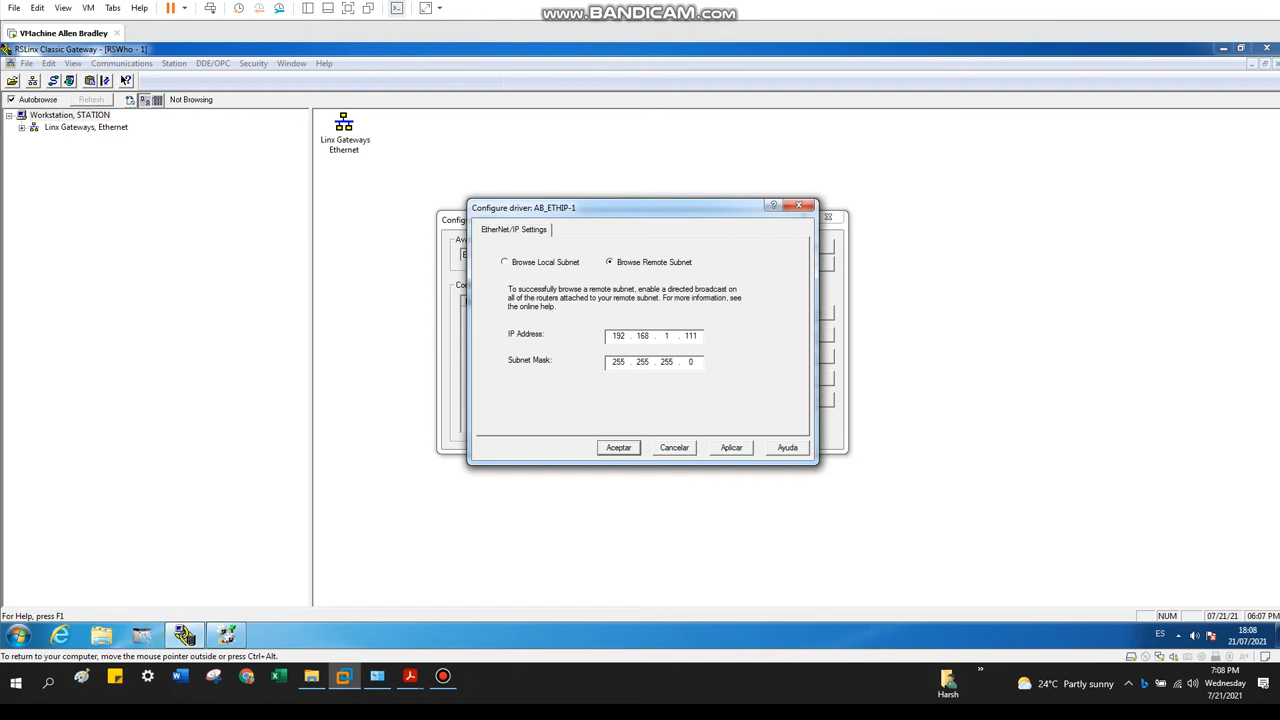 File Edit View VM Tabs Help
WWW.BANDICAM.COM
VMachine Allen Bradley
RSLinx Classic Gateway - [RSWho - 1]
File Edit View Communications Station DDE/OPC Security Window Help
Autobrowse Refresh Not Browsing
Workstation, STATION
Linx Gateways, Ethernet
Linx Gateways
Ethernet
Configure driver: AB_ETHIP-1
EtherNet/IP Settings
Browse Local Subnet Browse Remote Subnet
To successfully browse a remote subnet, enable a directed broadcast on
all of the routers attached to your remote subnet. For more information, see
the online help.
IP Address: 192 . 168 . 1 . 111
Subnet Mask: 255 . 255 . 255 . 0
Aceptar Cancelar Aplicar Ayuda
For Help, press F1
NUM 07/21/21 06:07 PM
ES 18:08
21/07/2021
To return to your computer, move the mouse pointer outside or press Ctrl+Alt.
Harsh
24°C Partly sunny
7:08 PM
Wednesday
7/21/2021